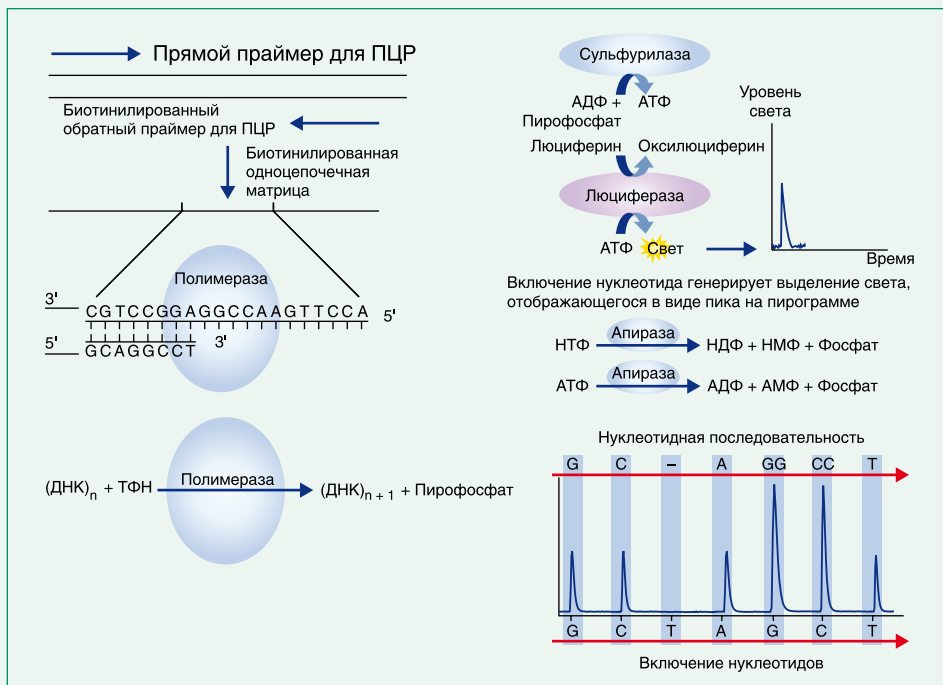 Прямой праймер для ПЦР
Биотинилированный
обратный праймер для ПЦР
Биотинилированная
одноцепочечная
матрица
Полимераза
3'
CGTCCGGAGGCCAAGTTCCA
5'
5'
GCAGGCCT
3'
(ДНК)n + ТФН
Полимераза
(ДНК)n + 1 + Пирофосфат
Сульфурилаза
АДФ + АТФ
Пирофосфат
Люциферин Оксилюциферин
Люцифераза
АТФ Свет
Уровень
света
Время
Включение нуклеотида генерирует выделение света,
отображающегося в виде пика на пирограмме
НТФ Апираза НДФ + НМФ + Фосфат
АТФ Апираза АДФ + АМФ + Фосфат
Нуклеотидная последовательность
G C – A GG CC T
G C T A G C T
Включение нуклеотидов